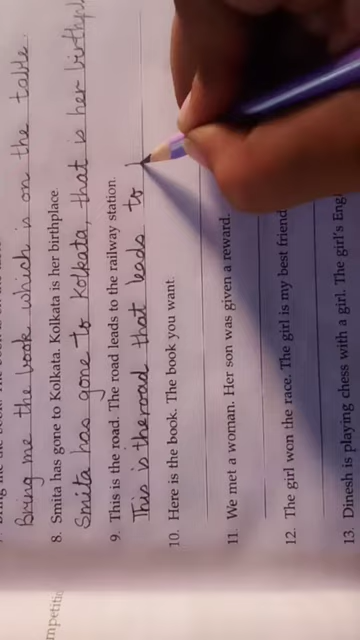 Bring me the book which is on the table.
8. Smita has gone to Kolkata. Kolkata is her birthplace.
Smita has gone to Kolkata, that is her birthpl
9. This is the road. The road leads to the railway station.
This is the road that leads to
10. Here is the book. The book you want.
11. We met a woman. Her son was given a reward.
12. The girl won the race. The girl is my best friend
13. Dinesh is playing chess with a girl. The girl's Eng